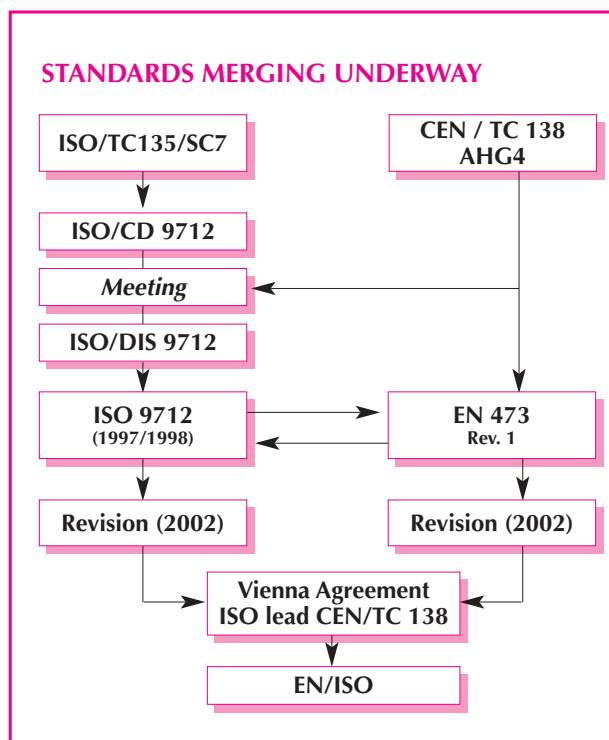 STANDARDS MERGING UNDERWAY
ISO/TC135/SC7
CEN / TC 138
AHG4
ISO/CD 9712
Meeting
ISO/DIS 9712
ISO 9712
(1997/1998)
EN 473
Rev. 1
Revision (2002)
Revision (2002)
Vienna Agreement
ISO lead CEN/TC 138
EN/ISO